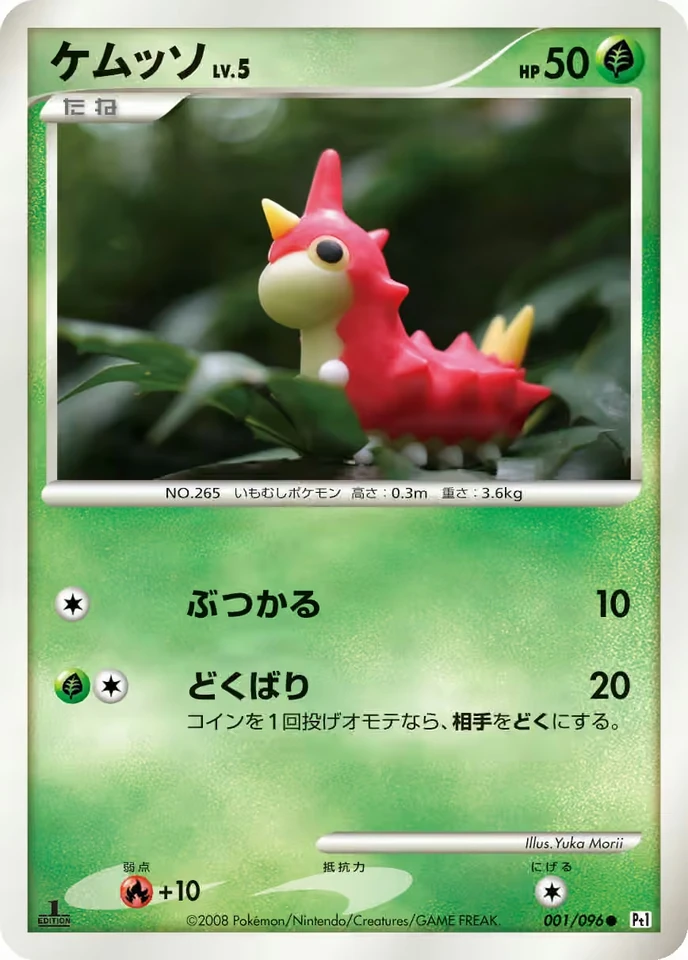 ケムッソ LV.5 HP 50
たね
NO.265 いもむしポケモン 高さ：0.3m 重さ：3.6kg
ぶつかる 10
どくばり 20
コインを1回投げオモテなら、相手をどくにする。
Illus.Yuka Morii
弱点 抵抗力 にげる
+10
1 EDITION
©2008 Pokémon/Nintendo/Creatures/GAME FREAK.
001/096 Pt1